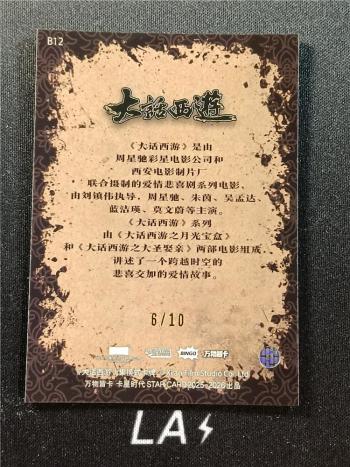 B12
大话西游
《大话西游》是由
周星驰彩星电影公司和
西安电影制片厂
联合摄制的爱情悲喜剧系列电影，
由刘镇伟执导，周星驰、朱茵、吴孟达、
蓝洁瑛、莫文蔚等主演。
《大话西游》系列
由《大话西游之月光宝盒》
和《大话西游之大圣娶亲》两部电影组成，
讲述了一个跨越时空的
悲喜交加的爱情故事。
6/10
BINGO 万物皆卡
Film Studio Co., Ltd
万物皆卡 卡星时代 STAR CARD 2025-2026出品
LA